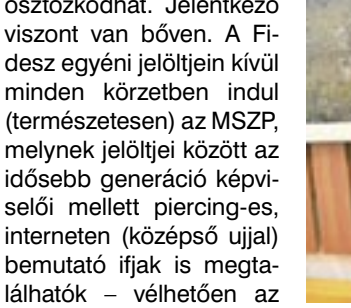 osztozkodhat. Jelentkező
viszont van bőven. A Fi-
desz egyéni jelöltjein kívül
minden körzetben indul
(természetesen) az MSZP,
melynek jelöltjei között az
idősebb generáció képvi-
selői mellett piercing-es,
interneten (középső ujjal)
bemutató ifjak is megta-
lálhatók – vélhetően az